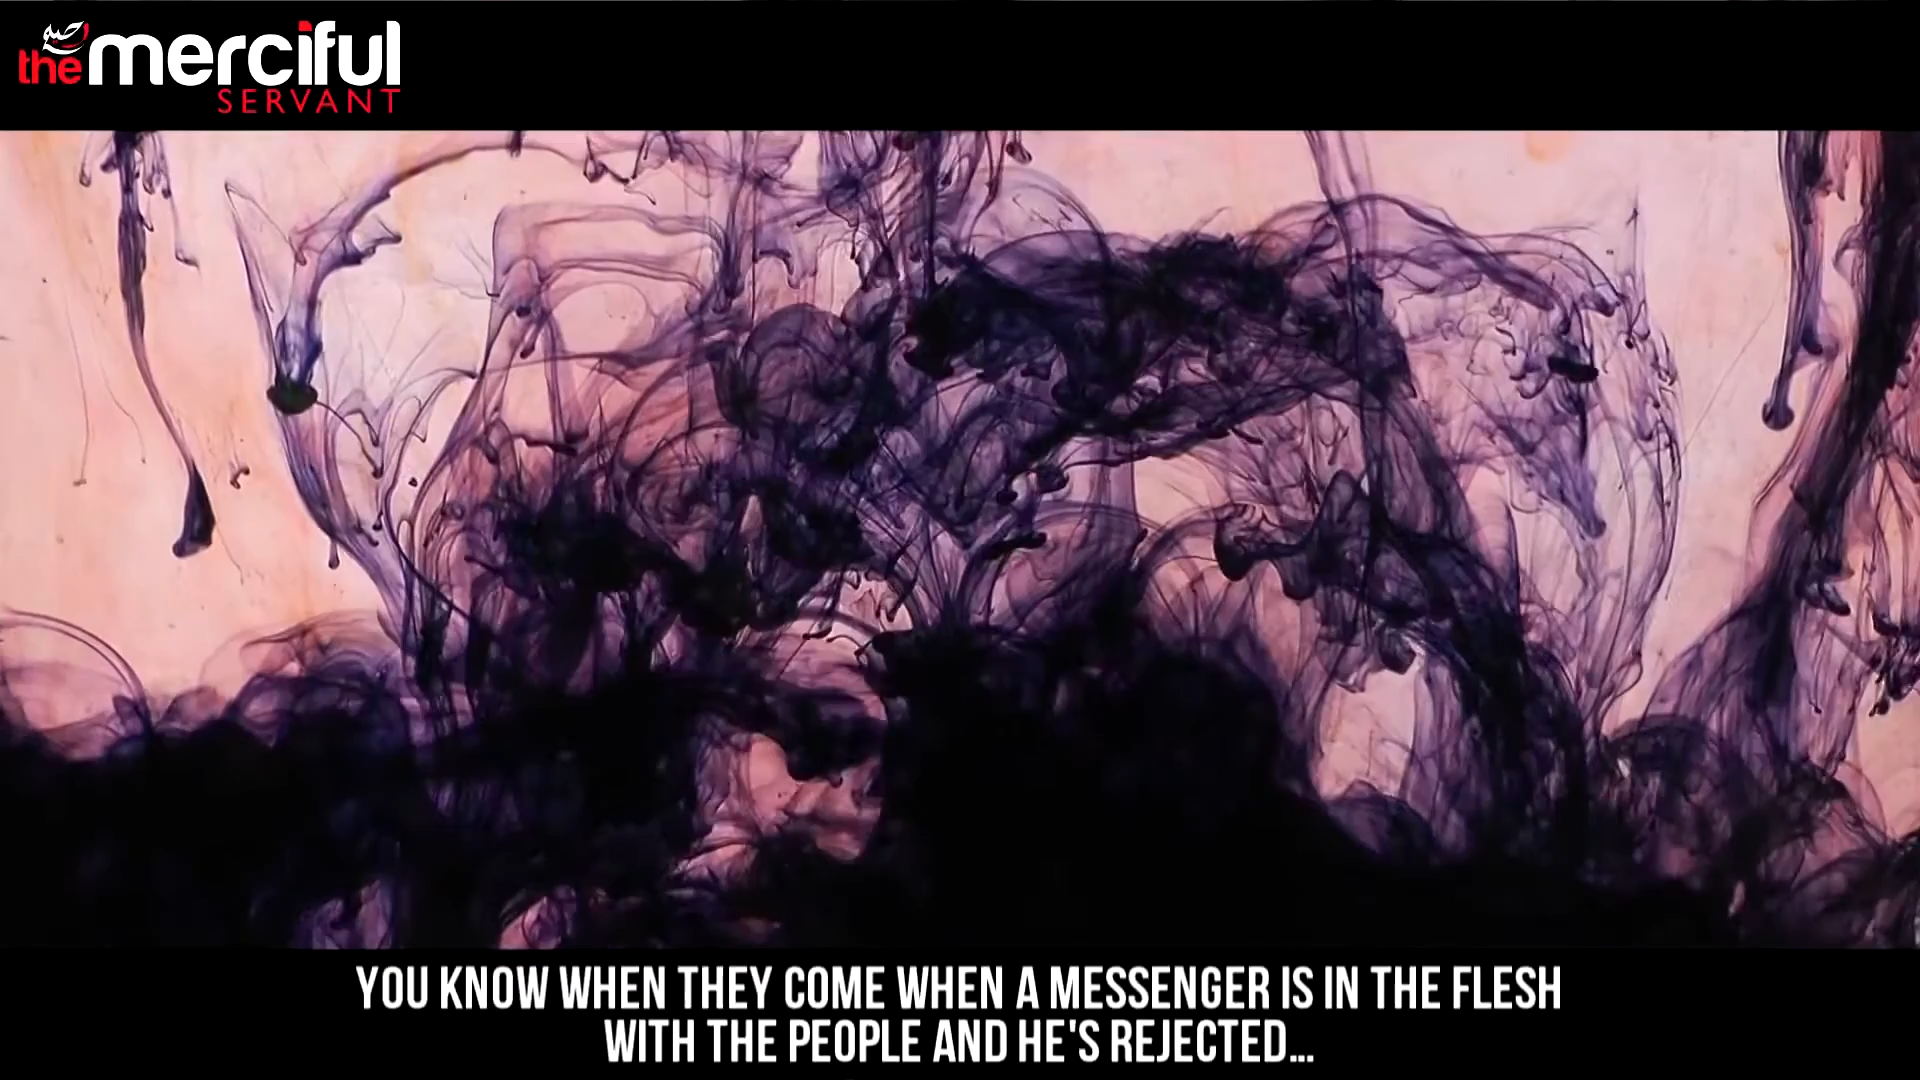 the merciful
SERVANT
YOU KNOW WHEN THEY COME WHEN A MESSENGER IS IN THE FLESH
WITH THE PEOPLE AND HE'S REJECTED...